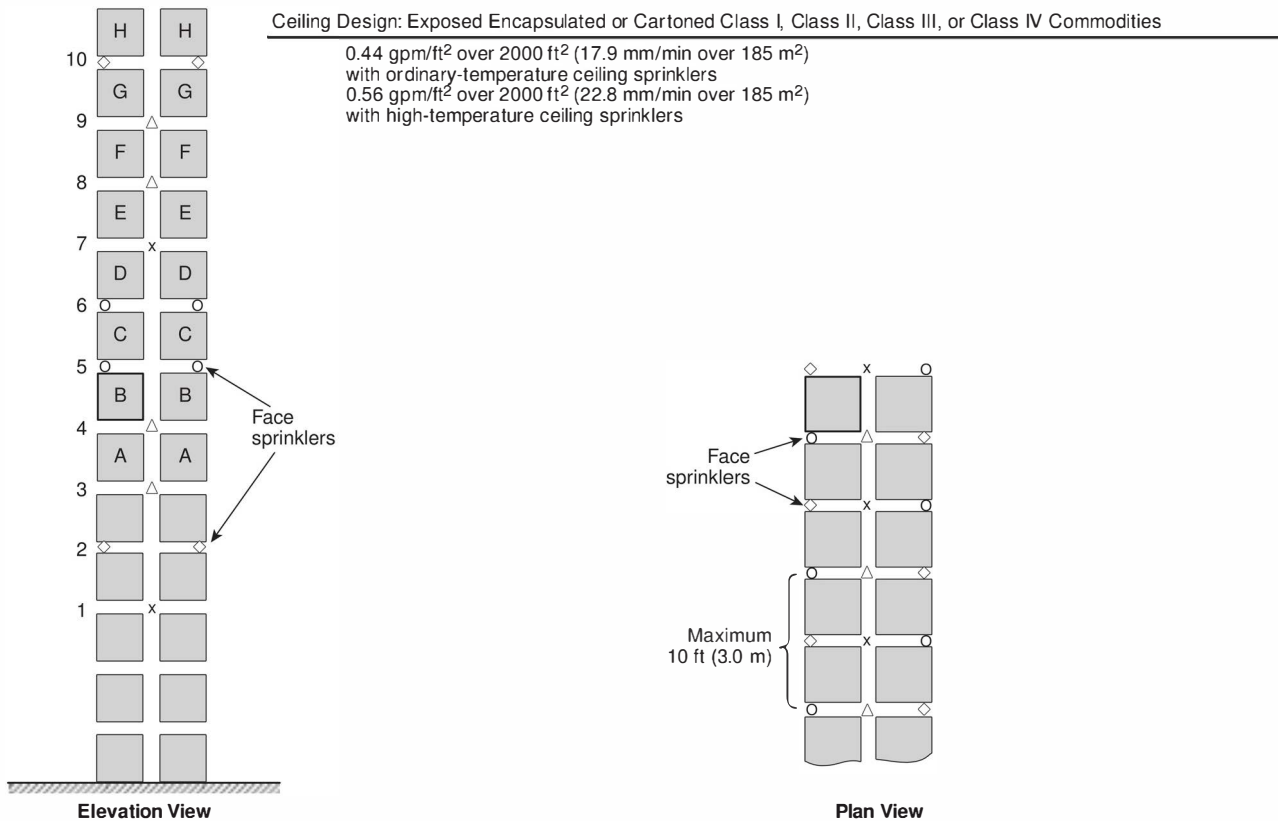 Ceiling Design: Exposed Encapsulated or Cartoned Class I, Class II, Class III, or Class IV Commodities
0.44 gpm/ft² over 2000 ft² (17.9 mm/min over 185 m²)
with ordinary-temperature ceiling sprinklers
0.56 gpm/ft² over 2000 ft² (22.8 mm/min over 185 m²)
with high-temperature ceiling sprinklers
H H
10
G G
9
F F
8
E E
7
x
D D
6
O O
C C
5
O O
B B
4
A A
3
2
1
x
Face
sprinklers
Elevation View
x O
O
Face
sprinklers
x O
O
Maximum
10 ft (3.0 m)
x O
O
Plan View